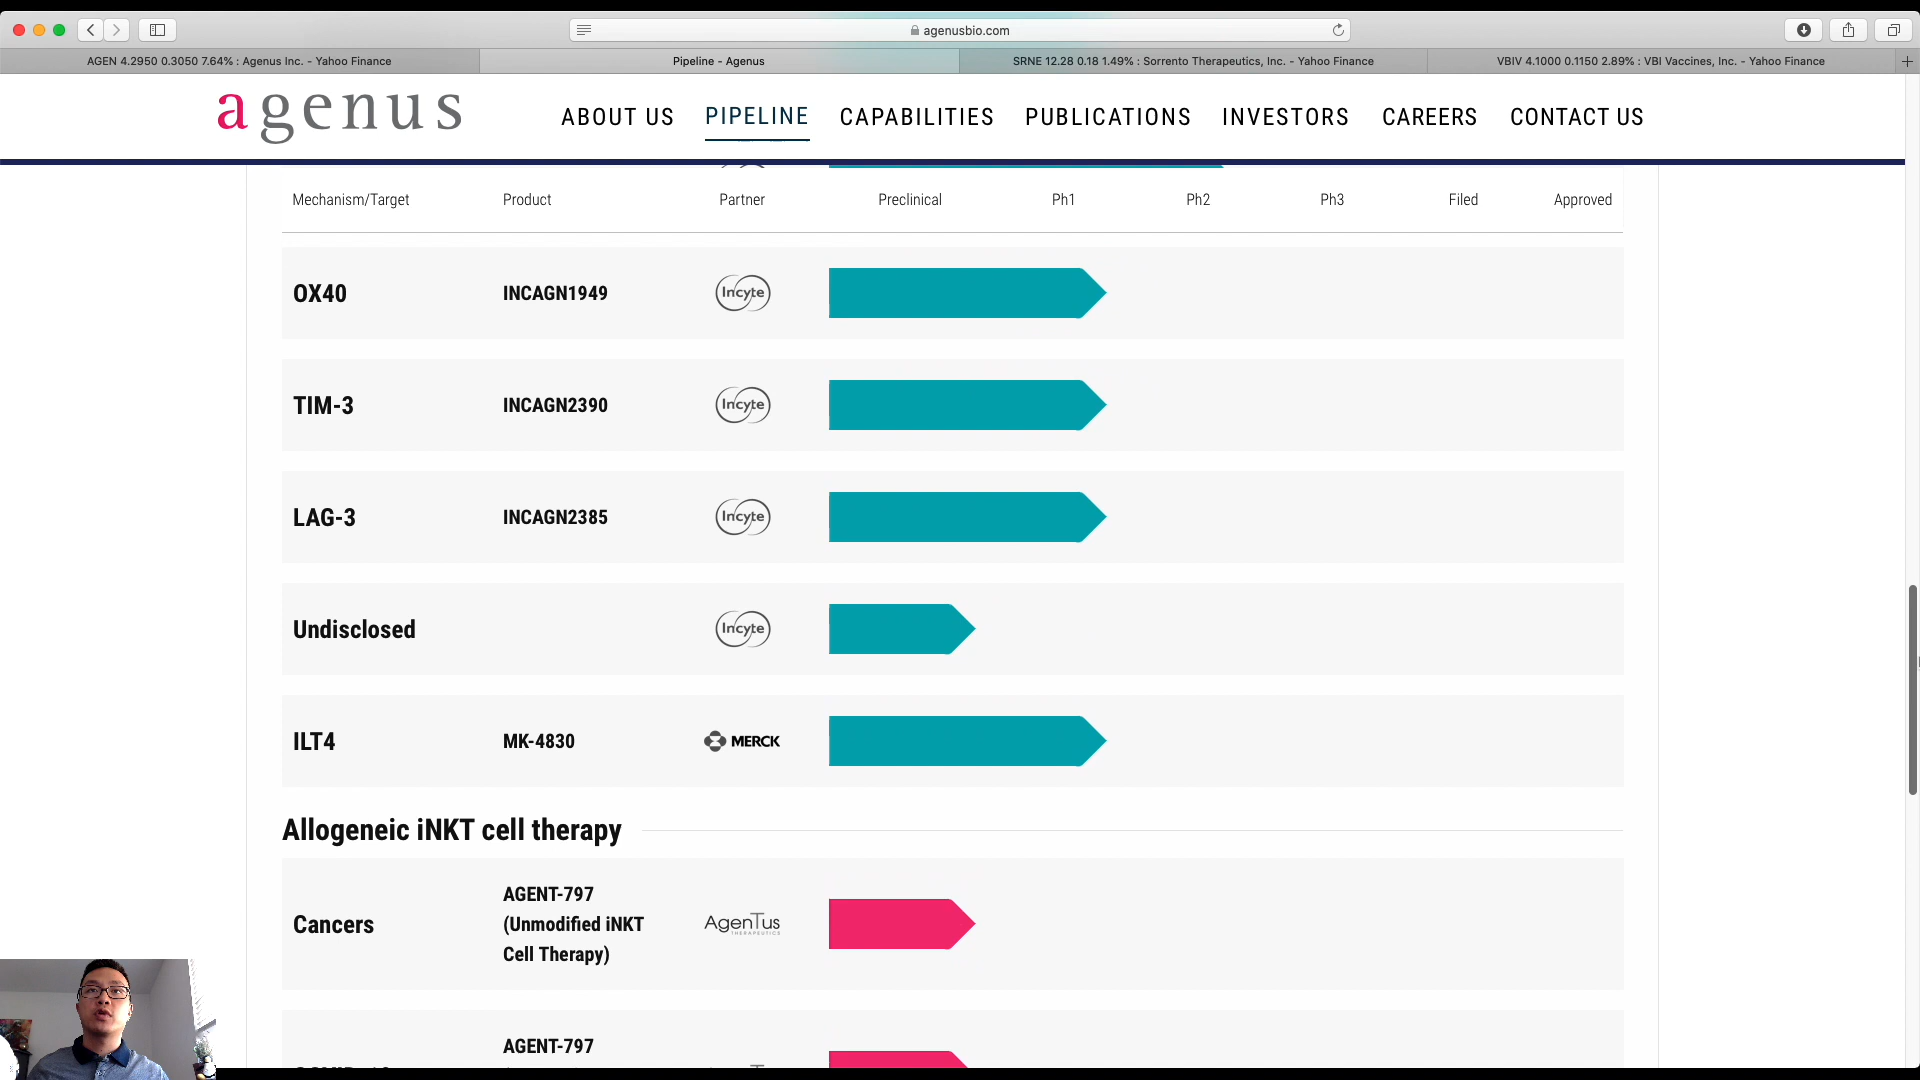 agenusbio.com
AGEN 4.2950 0.3050 7.64% : Agenus Inc. - Yahoo Finance
Pipeline - Agenus
SRNE 12.28 0.18 1.49% : Sorrento Therapeutics, Inc. - Yahoo Finance
VBIV 4.1000 0.1150 2.89% : VBI Vaccines, Inc. - Yahoo Finance
agenus
ABOUT US
PIPELINE
CAPABILITIES
PUBLICATIONS
INVESTORS
CAREERS
CONTACT US
Mechanism/Target Product Partner Preclinical Ph1 Ph2 Ph3 Filed Approved
OX40 INCAGN1949 Incyte
TIM-3 INCAGN2390 Incyte
LAG-3 INCAGN2385 Incyte
Undisclosed Incyte
ILT4 MK-4830 MERCK
Allogeneic iNKT cell therapy
Cancers
AGENT-797
(Unmodified iNKT
Cell Therapy)
AgenTus
THERAPEUTICS
AGENT-797